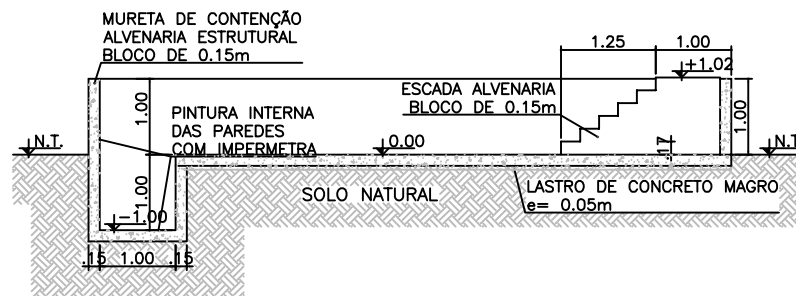 MURETA DE CONTENÇÃO
ALVENARIA ESTRUTURAL
BLOCO DE 0.15m
1.25
1.00
+1.02
ESCADA ALVENARIA
BLOCO DE 0.15m
1.00
PINTURA INTERNA
DAS PAREDES
COM IMPERMETRA
1.00
N.T.
0.00
.17
N.T.
1.00
SOLO NATURAL
LASTRO DE CONCRETO MAGRO
e= 0.05m
-1.00
.15
1.00
.15